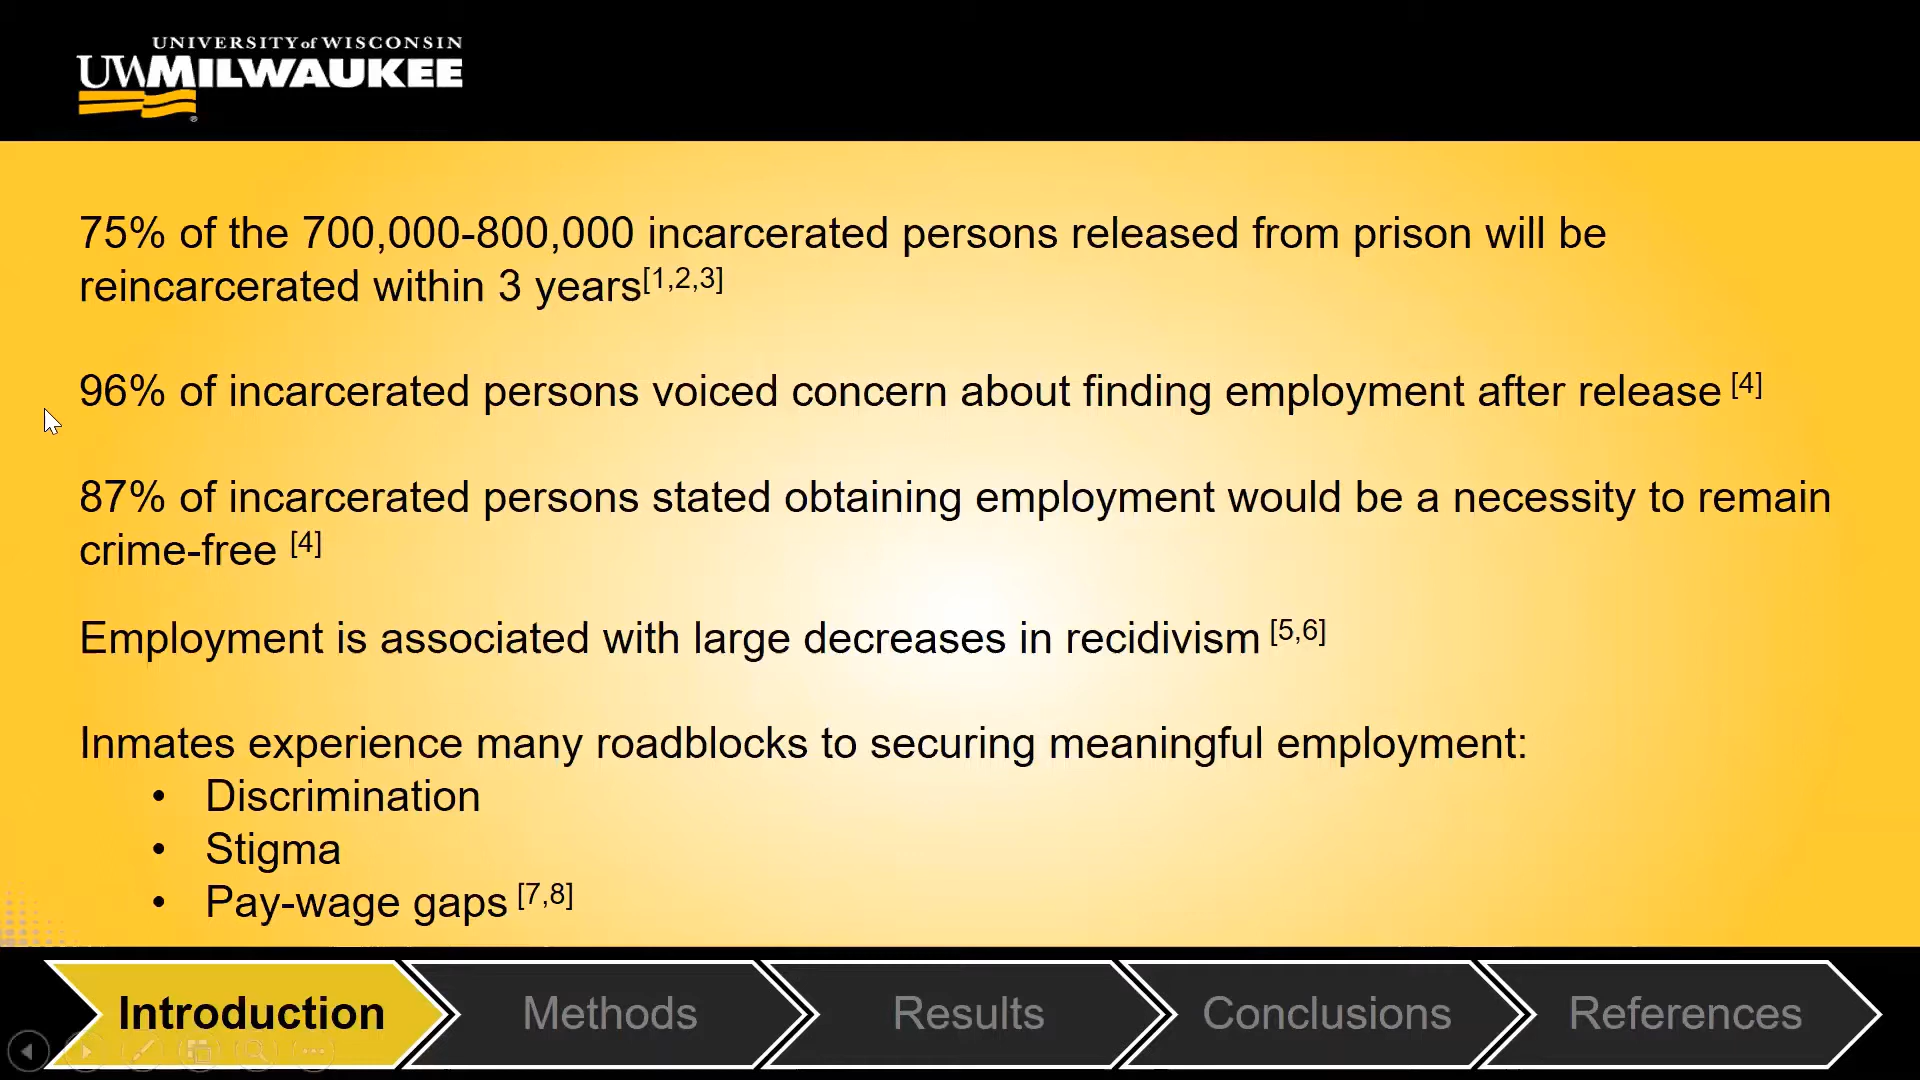 UNIVERSITY of WISCONSIN
UWMILWAUKEE
®
75% of the 700,000-800,000 incarcerated persons released from prison will be
reincarcerated within 3 years[1,2,3]
96% of incarcerated persons voiced concern about finding employment after release [4]
87% of incarcerated persons stated obtaining employment would be a necessity to remain
crime-free [4]
Employment is associated with large decreases in recidivism [5,6]
Inmates experience many roadblocks to securing meaningful employment:
• Discrimination
• Stigma
• Pay-wage gaps [7,8]
Introduction
Methods
Results
Conclusions
References